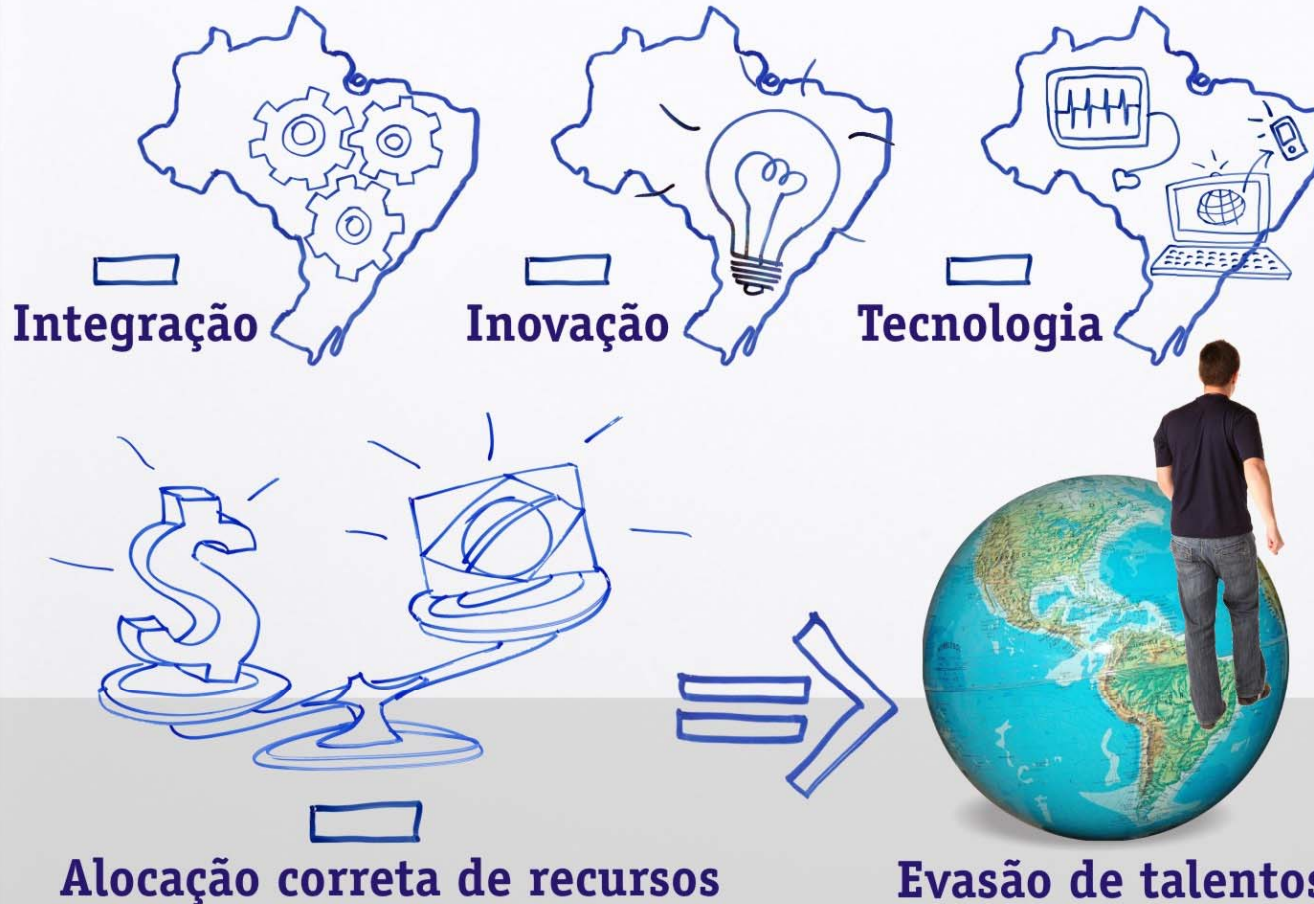 Integração
Inovação
Tecnologia
Alocação correta de recursos
Evasão de talentos